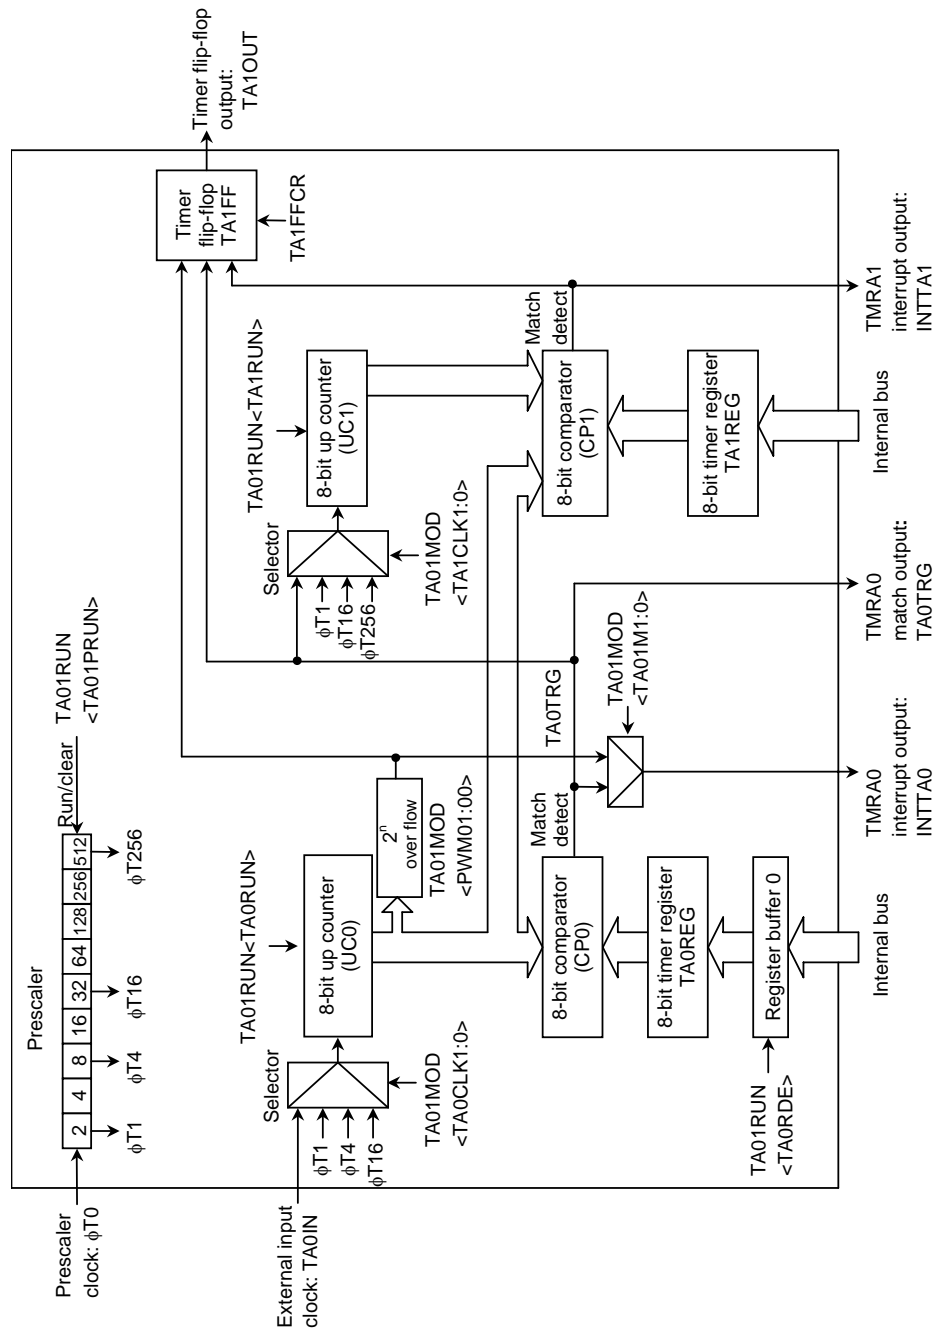 Prescaler
Prescaler
clock: φT0
2 4 8 16 32 64 128 256 512
Run/clear
TA01RUN
<TA01PRUN>
φT1
φT4
φT16
φT256
External input
clock: TA0IN
Selector
φT1
φT4
φT16
TA01MOD
<TA0CLK1:0>
TA01RUN<TA0RUN>
8-bit up counter
(UC0)
2n
over flow
TA01MOD
<PWM01:00>
Selector
φT1
φT16
φT256
TA01MOD
<TA1CLK1:0>
TA01RUN<TA1RUN>
8-bit up counter
(UC1)
Timer
flip-flop
TA1FF
TA1FFCR
Timer flip-flop
output:
TA1OUT
8-bit comparator
(CP0)
Match
detect
TA0TRG
TA01MOD
<TA01M1:0>
8-bit comparator
(CP1)
Match
detect
8-bit timer register
TA0REG
8-bit timer register
TA1REG
TA01RUN
<TA0RDE>
Register buffer 0
Internal bus
TMRA0
interrupt output:
INTTA0
TMRA0
match output:
TA0TRG
Internal bus
TMRA1
interrupt output:
INTTA1